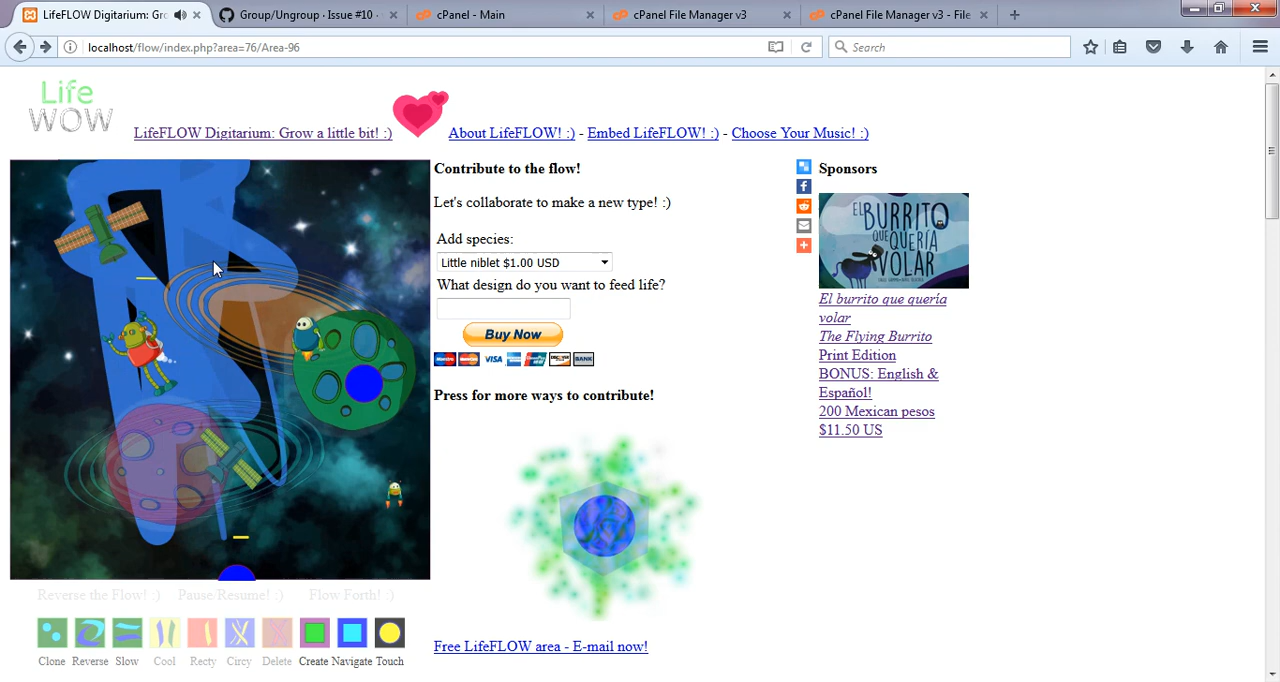 LifeFLOW Digitarium: Gro
Group/Ungroup · Issue #10 ·
cPanel - Main
cPanel File Manager v3
cPanel File Manager v3 - File
localhost/flow/index.php?area=76/Area-96
Search
Life
WOW
LifeFLOW Digitarium: Grow a little bit! :)
About LifeFLOW! :) - Embed LifeFLOW! :) - Choose Your Music! :)
Contribute to the flow!
Let's collaborate to make a new type! :)
Add species:
Little niblet $1.00 USD
What design do you want to feed life?
Buy Now
VISA
BANK
Press for more ways to contribute!
Free LifeFLOW area - E-mail now!
Sponsors
EL BURRITO
QUE QUERÍA
VOLAR
El burrito que quería
volar
The Flying Burrito
Print Edition
BONUS: English &
Español!
200 Mexican pesos
$11.50 US
Reverse the Flow! :) Pause/Resume! :) Flow Forth! :)
Clone Reverse Slow Cool Recty Circy Delete Create Navigate Touch